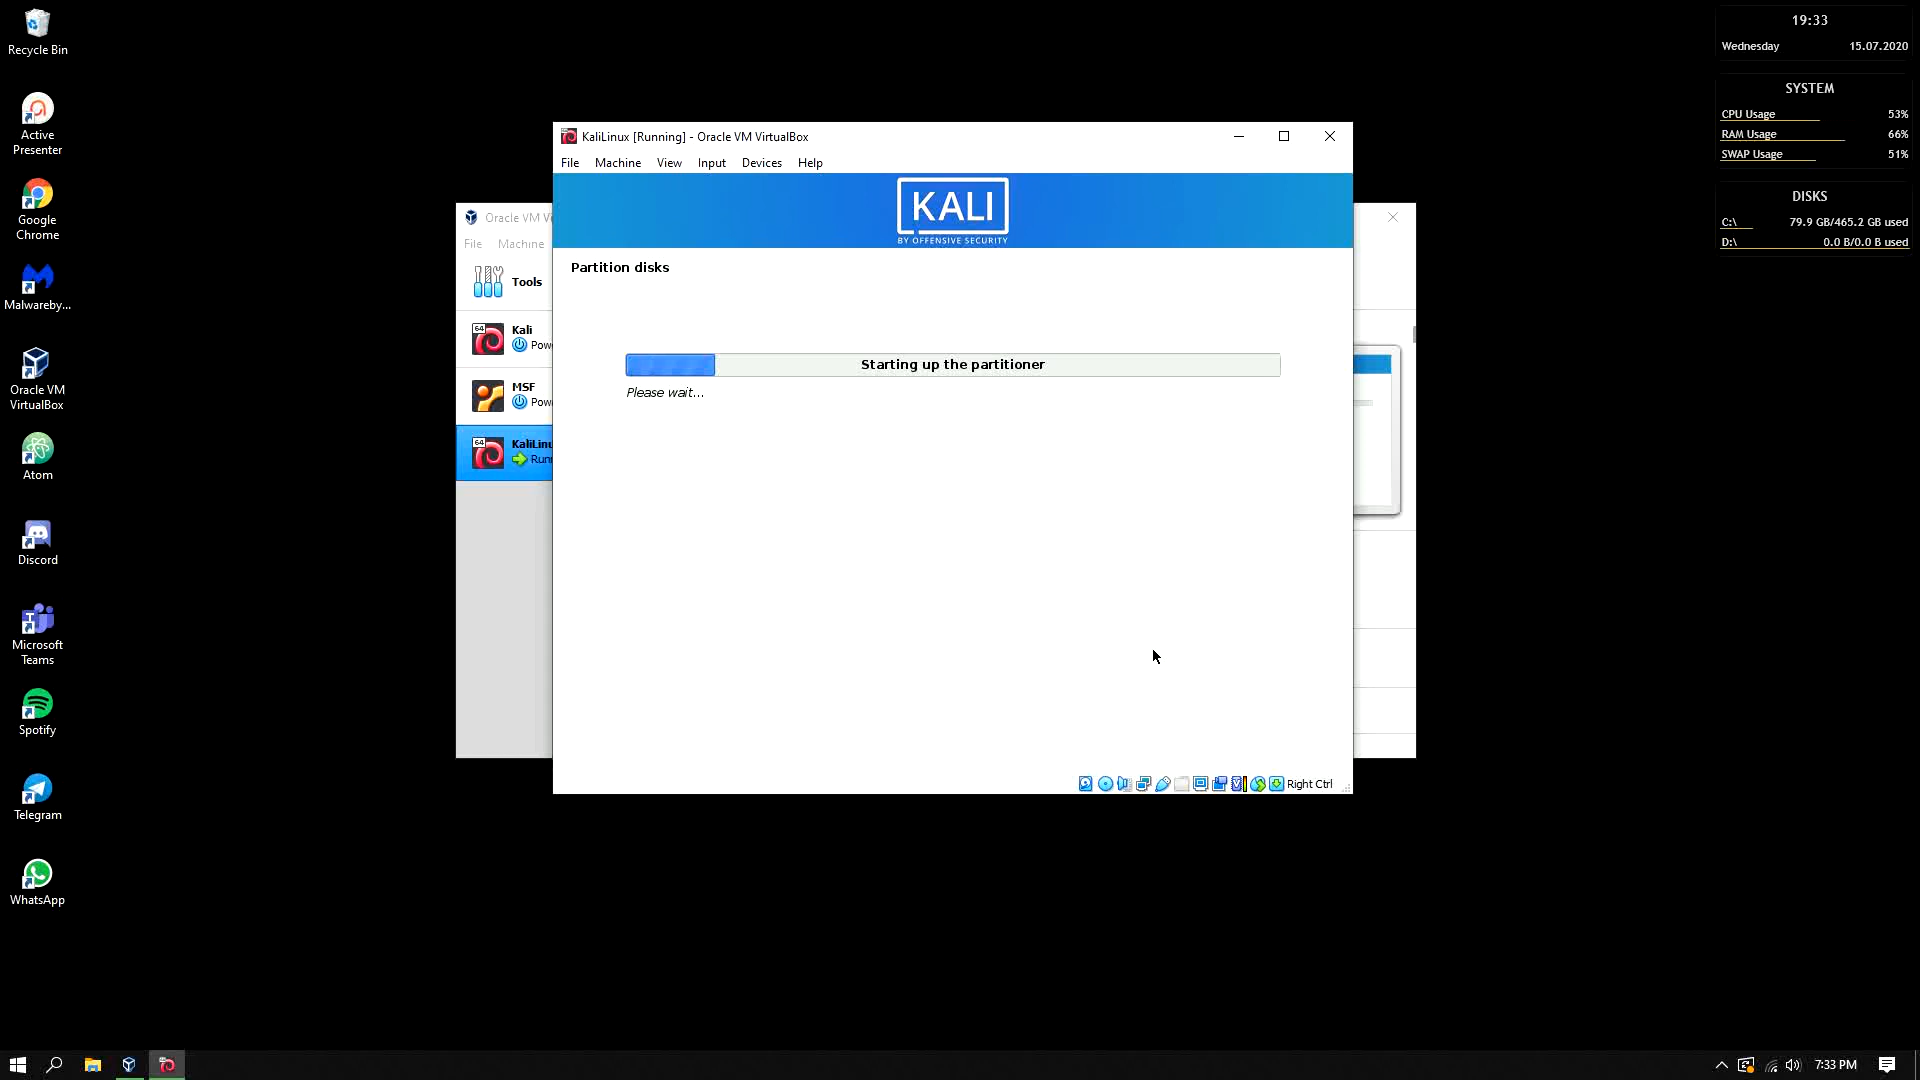 Recycle Bin
Active
Presenter
Google
Chrome
Malwareby...
Oracle VM
VirtualBox
Atom
Discord
Microsoft
Teams
Spotify
Telegram
WhatsApp
Oracle VM Vi
File Machine
Tools
64
Kali
Pow
MSF
Pow
64
KaliLinu
Runn
KaliLinux [Running] - Oracle VM VirtualBox
File Machine View Input Devices Help
KALI
BY OFFENSIVE SECURITY
Partition disks
Starting up the partitioner
Please wait...
Right Ctrl
19:33
Wednesday 15.07.2020
SYSTEM
CPU Usage 53%
RAM Usage 66%
SWAP Usage 51%
DISKS
C:\ 79.9 GB/465.2 GB used
D:\ 0.0 B/0.0 B used
7:33 PM